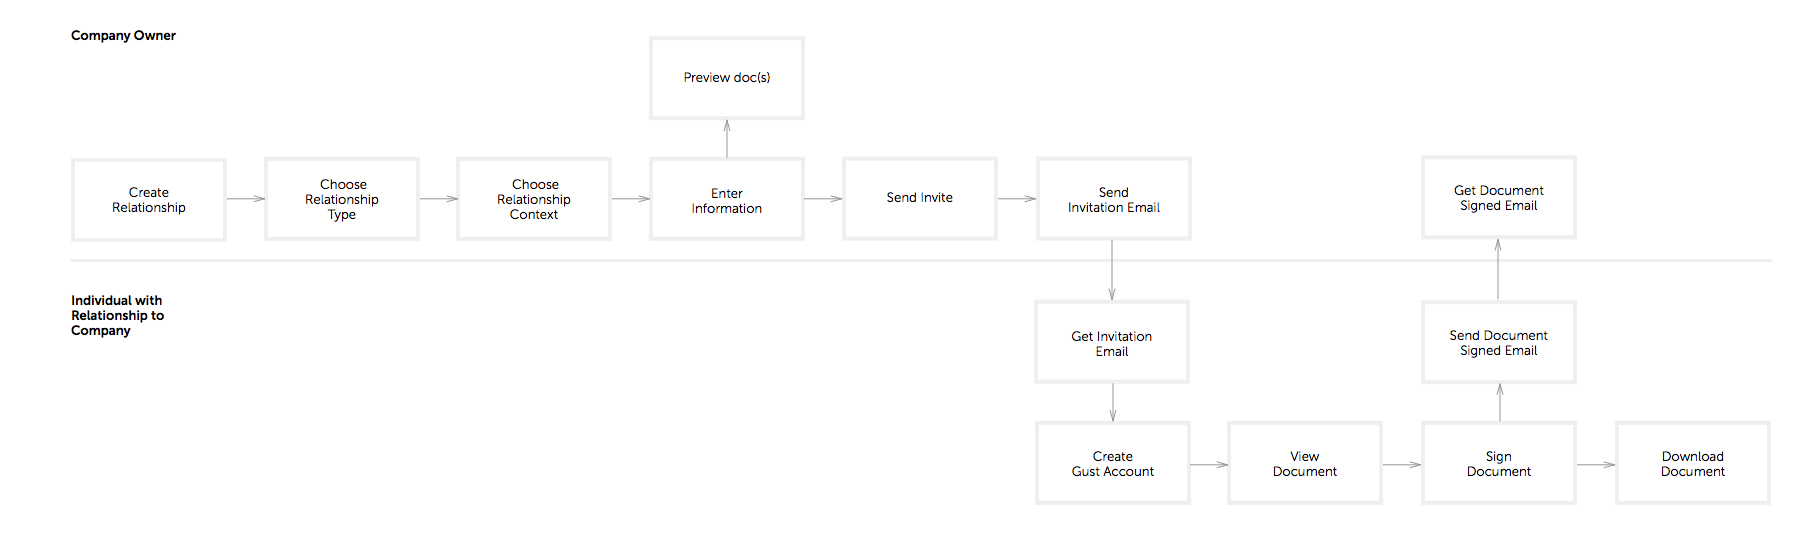 Company Owner
Preview doc(s)
Create
Relationship
Choose
Relationship
Type
Choose
Relationship
Context
Enter
Information
Send Invite
Send
Invitation Email
Get Document
Signed Email
Individual with
Relationship to
Company
Get Invitation
Email
Send Document
Signed Email
Create
Gust Account
View
Document
Sign
Document
Download
Document